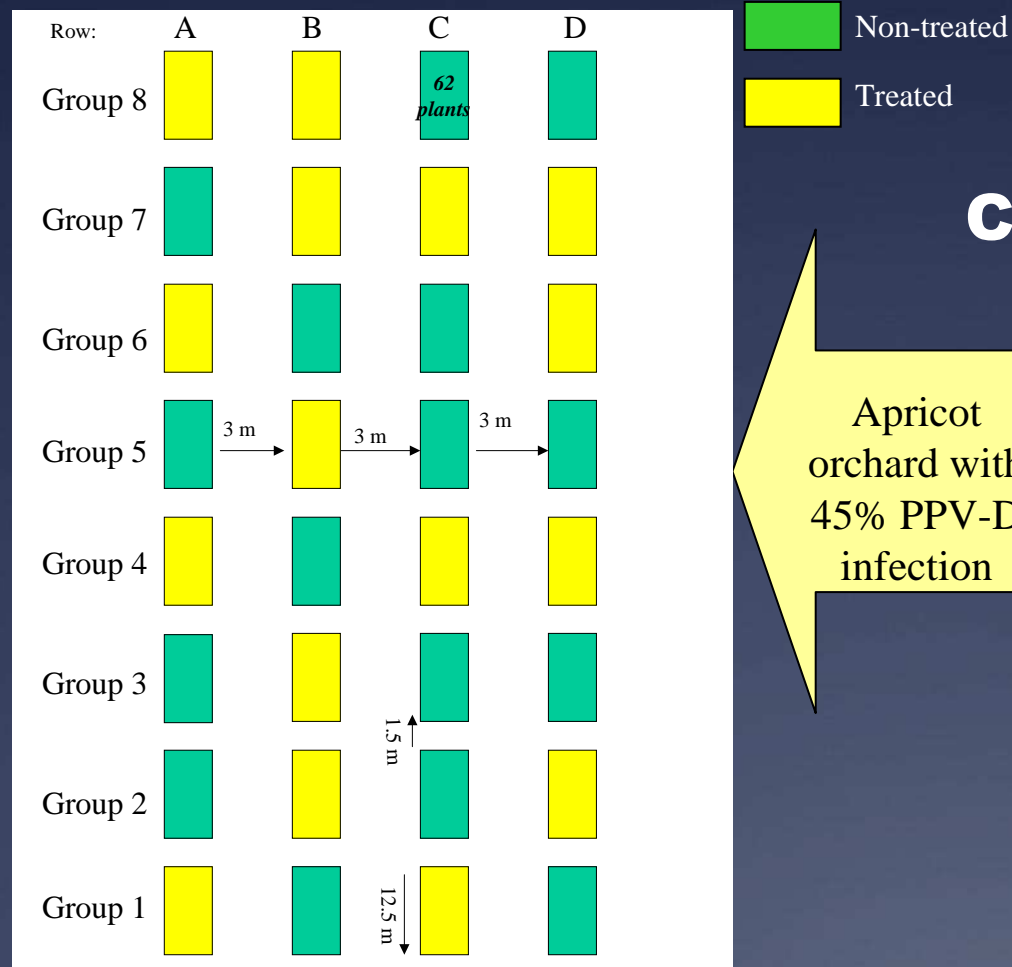 Row: A B C D
Group 8
62
plants
Group 7
Group 6
Group 5
3 m
3 m
3 m
Group 4
Group 3
1.5 m
Group 2
Group 1
12.5 m
Non-treated
Treated
C
Apricot
orchard with
45% PPV-D
infection